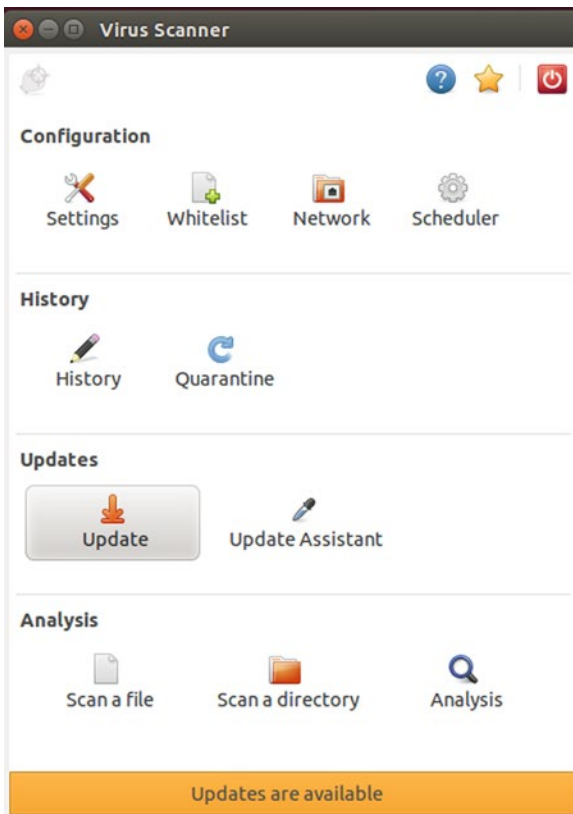 Virus Scanner
?
Configuration
Settings Whitelist Network Scheduler
History
History Quarantine
Updates
Update Update Assistant
Analysis
Scan a file Scan a directory Analysis
Updates are available